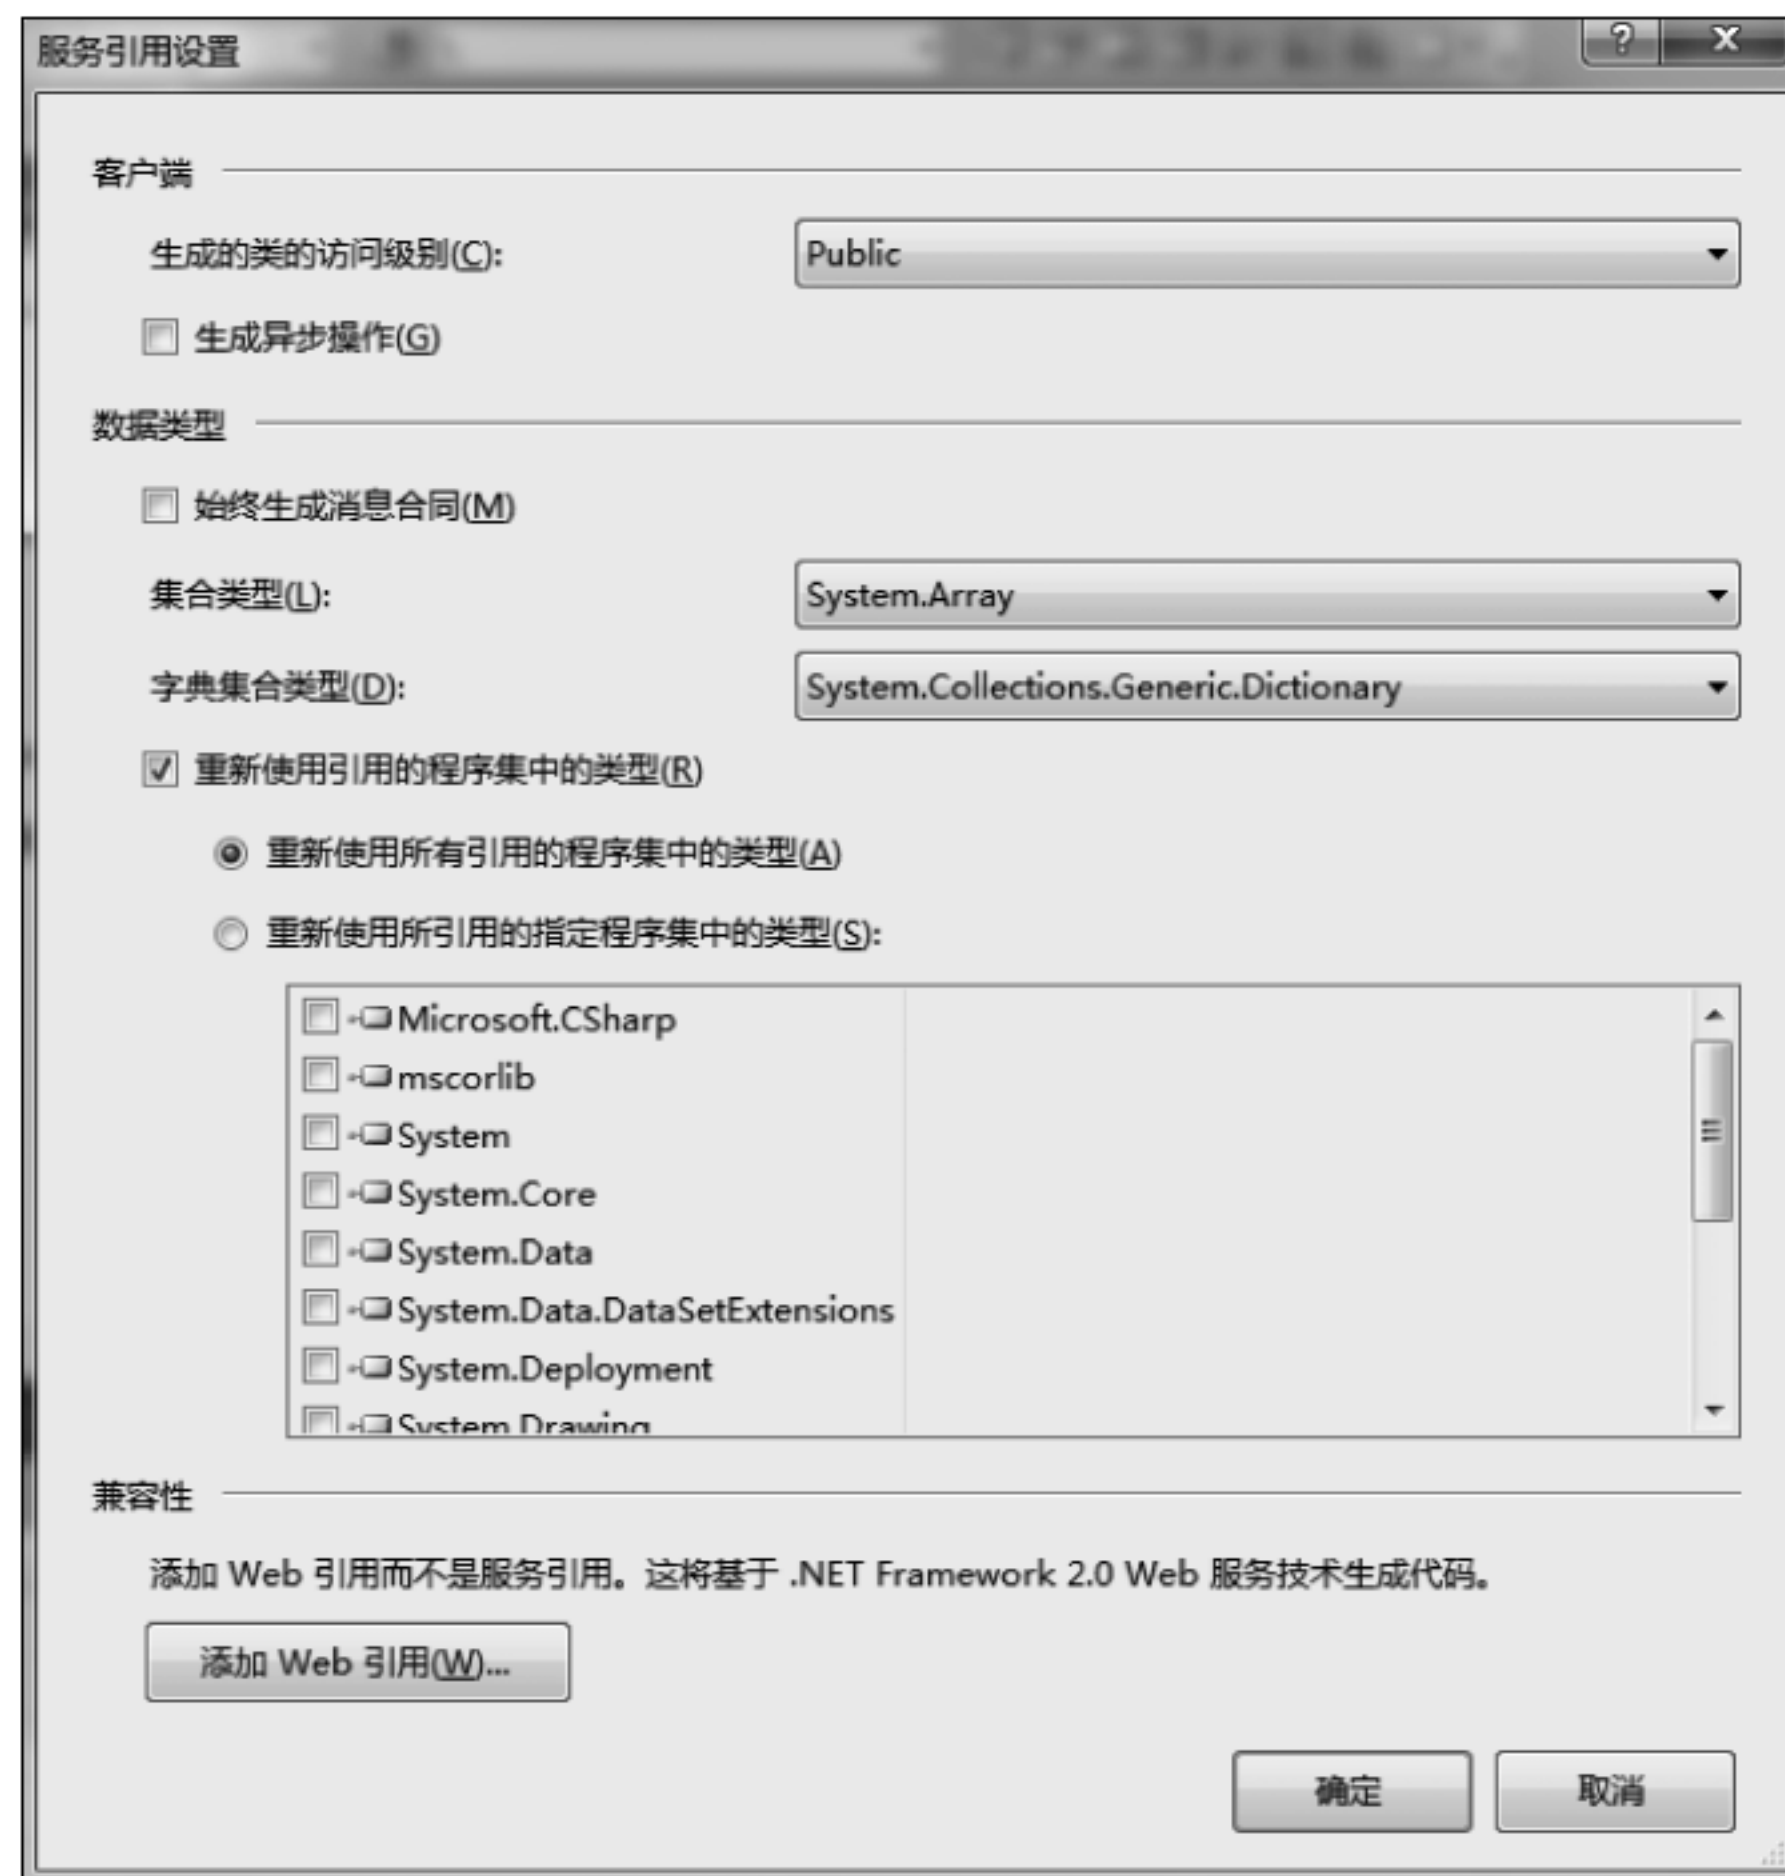 服务引用设置
客户端
生成的类的访问级别(C):
Public
生成异步操作(G)
数据类型
始终生成消息合同(M)
集合类型(L):
System.Array
字典集合类型(D):
System.Collections.Generic.Dictionary
重新使用引用的程序集中的类型(R)
重新使用所有引用的程序集中的类型(A)
重新使用所引用的指定程序集中的类型(S):
Microsoft.CSharp
mscorlib
System
System.Core
System.Data
System.Data.DataSetExtensions
System.Deployment
System.Drawing
兼容性
添加 Web 引用而不是服务引用。这将基于 .NET Framework 2.0 Web 服务技术生成代码。
添加 Web 引用(W)...
确定
取消